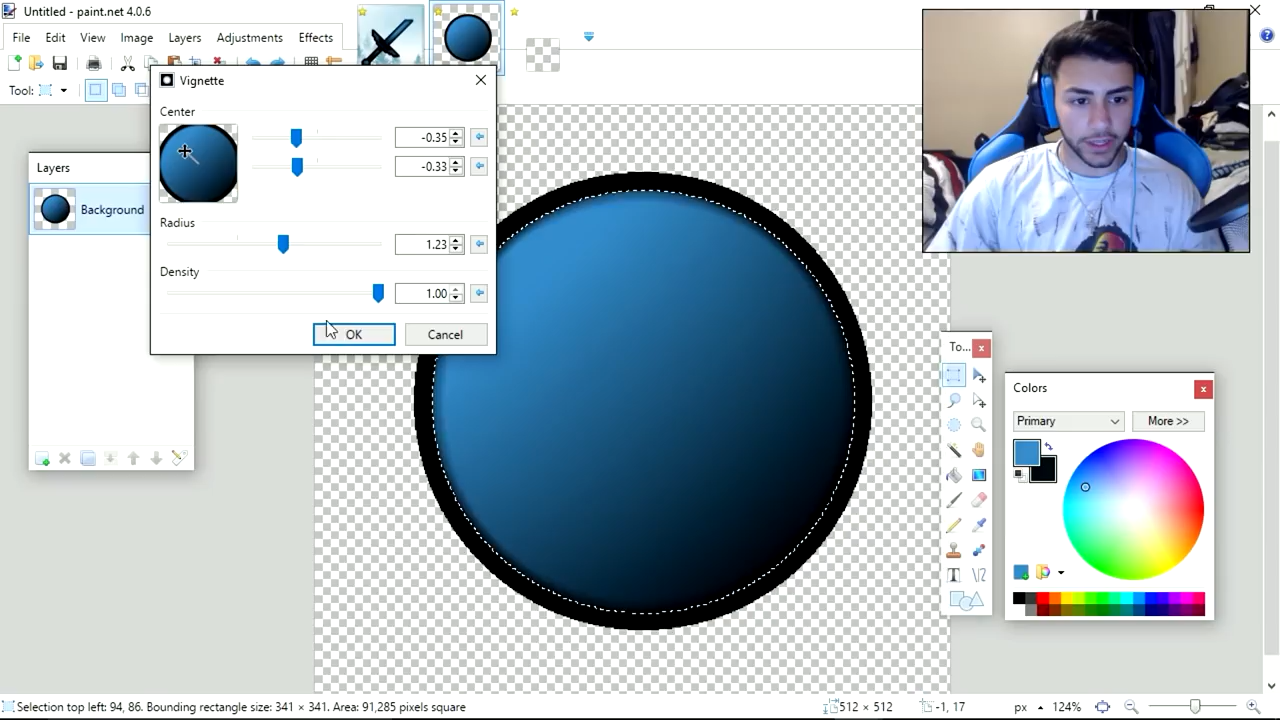 Untitled - paint.net 4.0.6
File Edit View Image Layers Adjustments Effects
Tool:
Vignette
Center
-0.35
-0.33
Radius
1.23
Density
1.00
OK Cancel
Layers
Background
To...
Colors
Primary More >>
Selection top left: 94, 86. Bounding rectangle size: 341 × 341. Area: 91,285 pixels square
512 × 512
-1, 17
px
124%